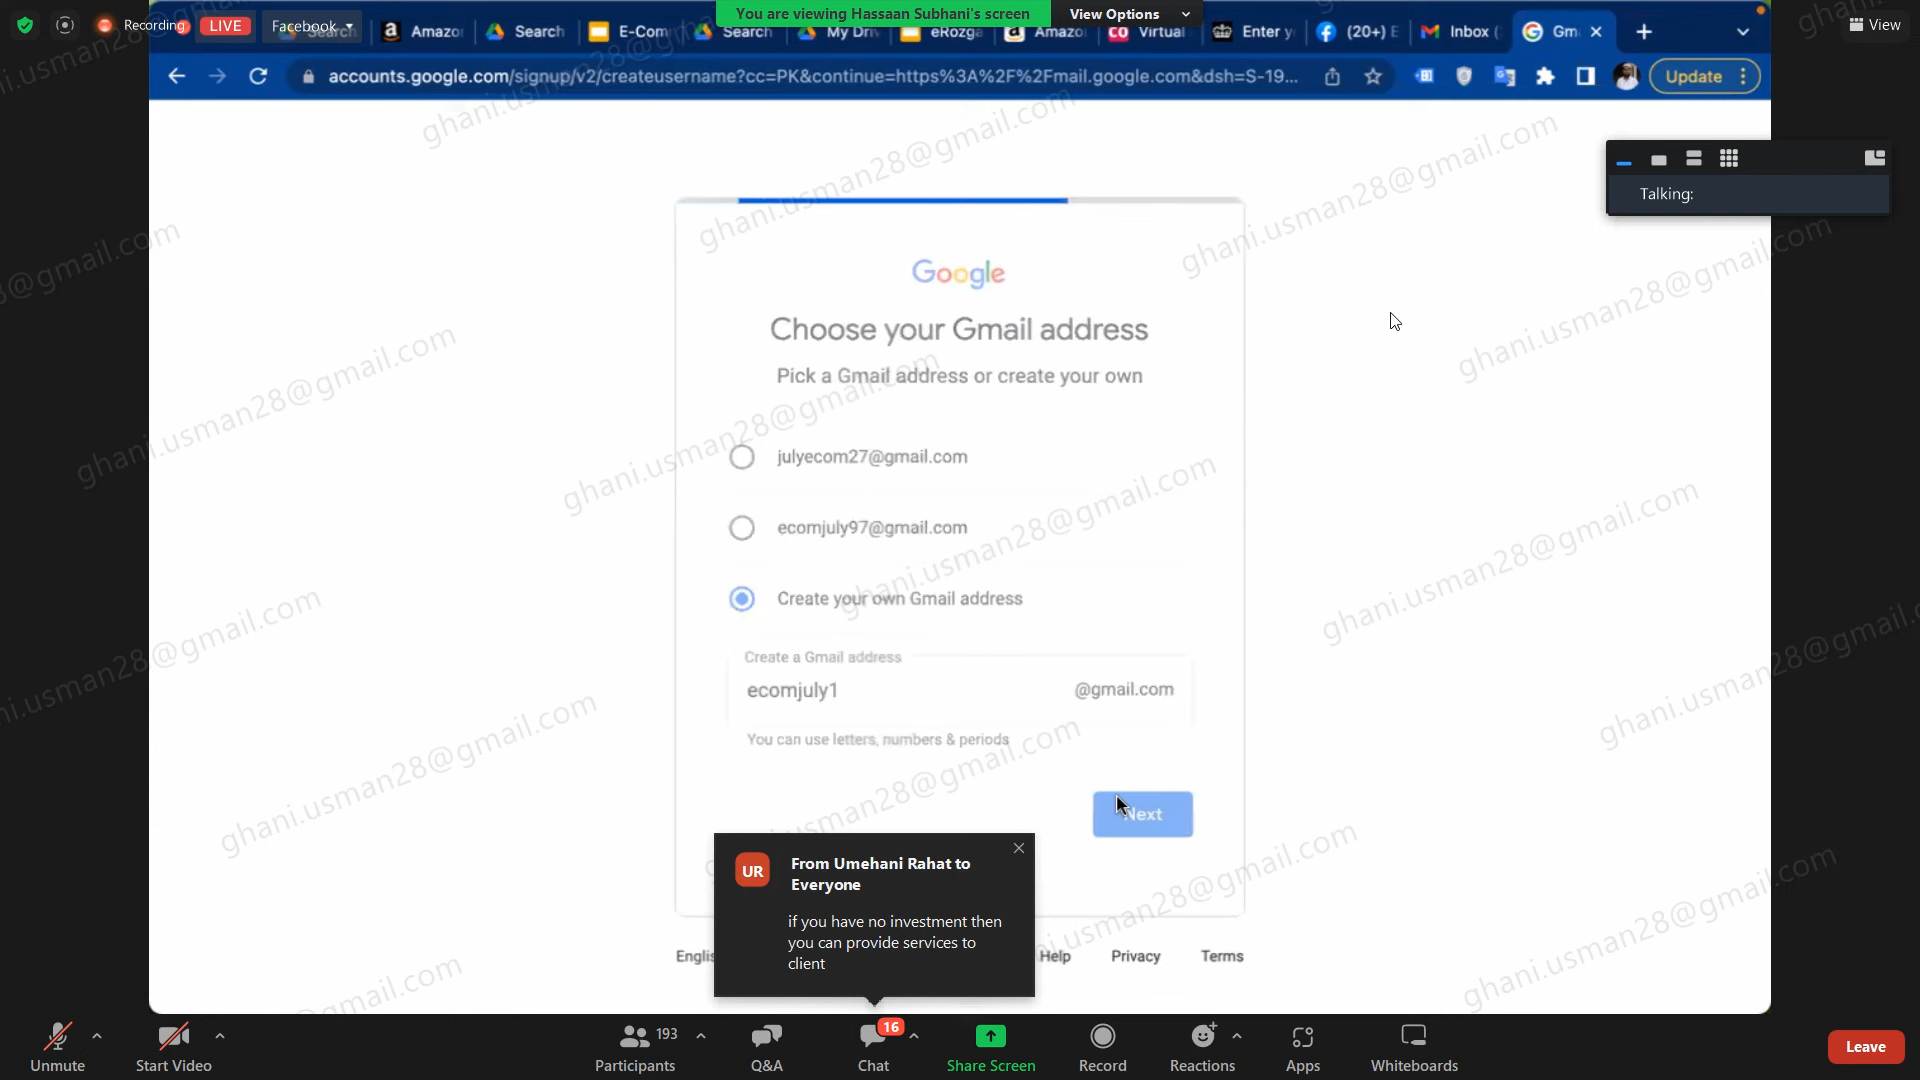 Recording
LIVE
Facebook
You are viewing Hassaan Subhani's screen
View Options
View
Search
Amazo
Search
E-Com
Search
My Driv
eRozga
Amazo
Virtual
Enter y
(20+) E
Inbox (
Gm
accounts.google.com/signup/v2/createusername?cc=PK&continue=https%3A%2F%2Fmail.google.com&dsh=S-19...
Update
Talking:
Google
Choose your Gmail address
Pick a Gmail address or create your own
julyecom27@gmail.com
ecomjuly97@gmail.com
Create your own Gmail address
Create a Gmail address
ecomjuly1
@gmail.com
You can use letters, numbers & periods
Next
UR
From Umehani Rahat to
Everyone
if you have no investment then
you can provide services to
client
Englis
Help
Privacy
Terms
ghani.usman28@gmail.com
Unmute
Start Video
193
Participants
Q&A
16
Chat
Share Screen
Record
Reactions
Apps
Whiteboards
Leave